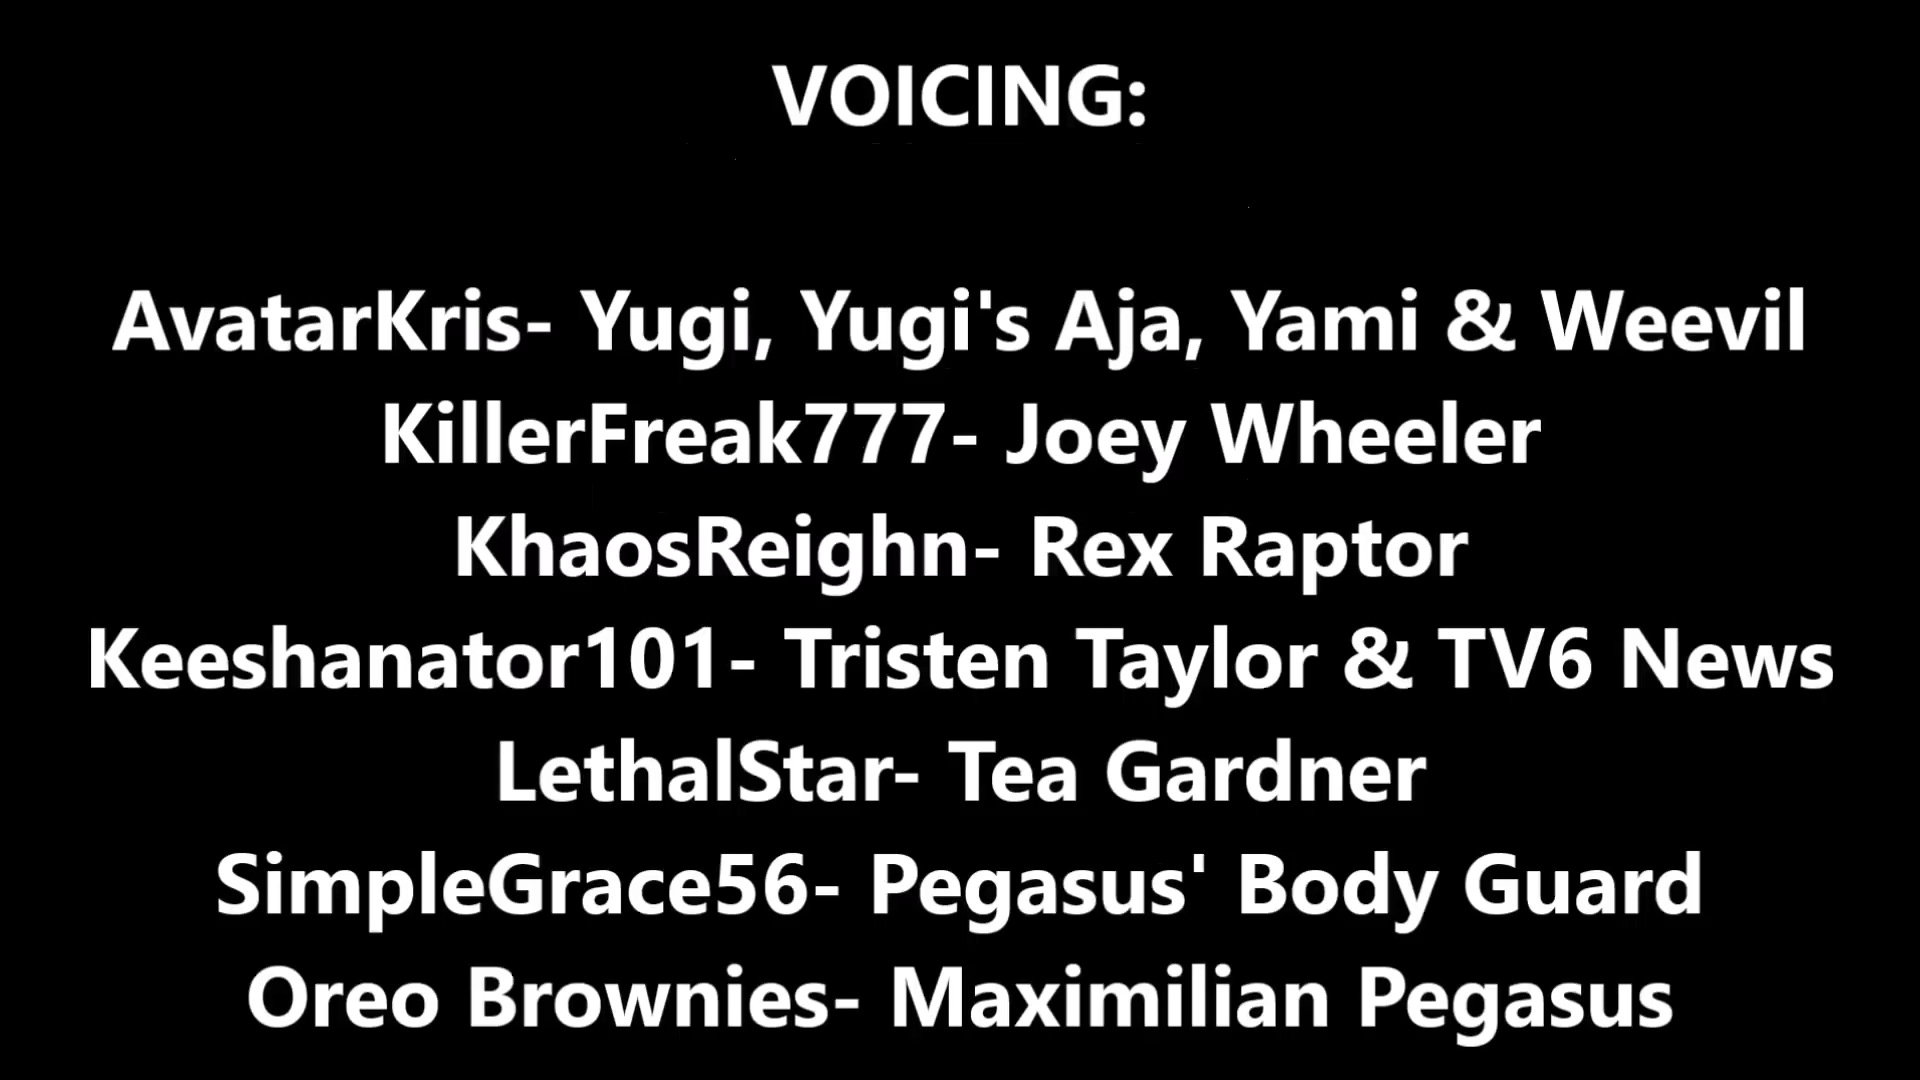 VOICING:
AvatarKris- Yugi, Yugi's Aja, Yami & Weevil
KillerFreak777- Joey Wheeler
KhaosReighn- Rex Raptor
Keeshanator101- Tristen Taylor & TV6 News
LethalStar- Tea Gardner
SimpleGrace56- Pegasus' Body Guard
Oreo Brownies- Maximilian Pegasus